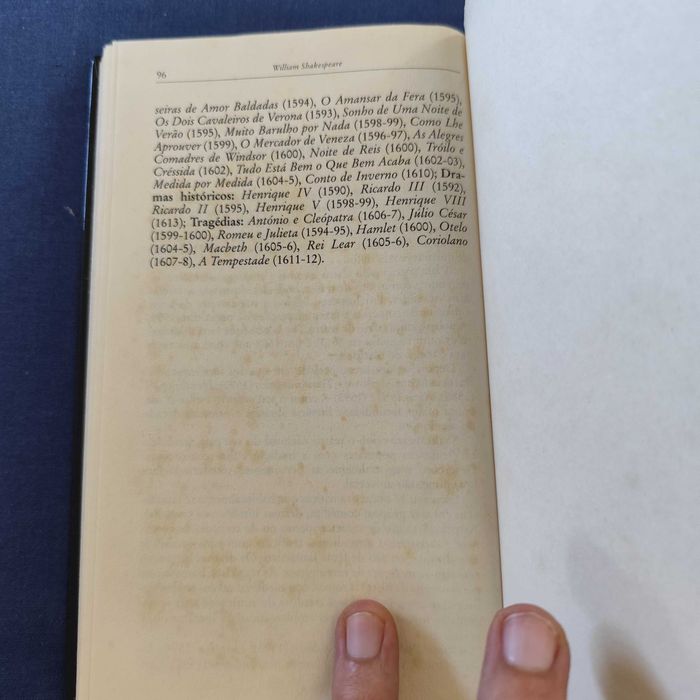 96
William Shakespeare
seiras de Amor Baldadas (1594), O Amansar da Fera (1595),
Os Dois Cavaleiros de Verona (1593), Sonho de Uma Noite de
Verão (1595), Muito Barulho por Nada (1598-99), Como Lhe
Aprouver (1599), O Mercador de Veneza (1596-97), As Alegres
Comadres de Windsor (1600), Noite de Reis (1600), Tróilo e
Créssida (1602), Tudo Está Bem o Que Bem Acaba (1602-03),
Medida por Medida (1604-5), Conto de Inverno (1610); Dra-
mas históricos: Henrique IV (1590), Ricardo III (1592),
Ricardo II (1595), Henrique V (1598-99), Henrique VIII
(1613); Tragédias: António e Cleópatra (1606-7), Júlio César
(1599-1600), Romeu e Julieta (1594-95), Hamlet (1600), Otelo
(1604-5), Macbeth (1605-6), Rei Lear (1605-6), Coriolano
(1607-8), A Tempestade (1611-12).